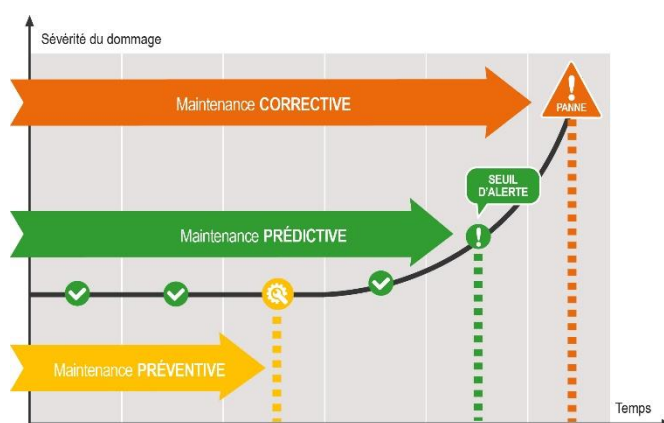 Sévérité du dommage
Maintenance CORRECTIVE
PANNE
SEUIL
D'ALERTE
Maintenance PRÉDICTIVE
Maintenance PRÉVENTIVE
Temps